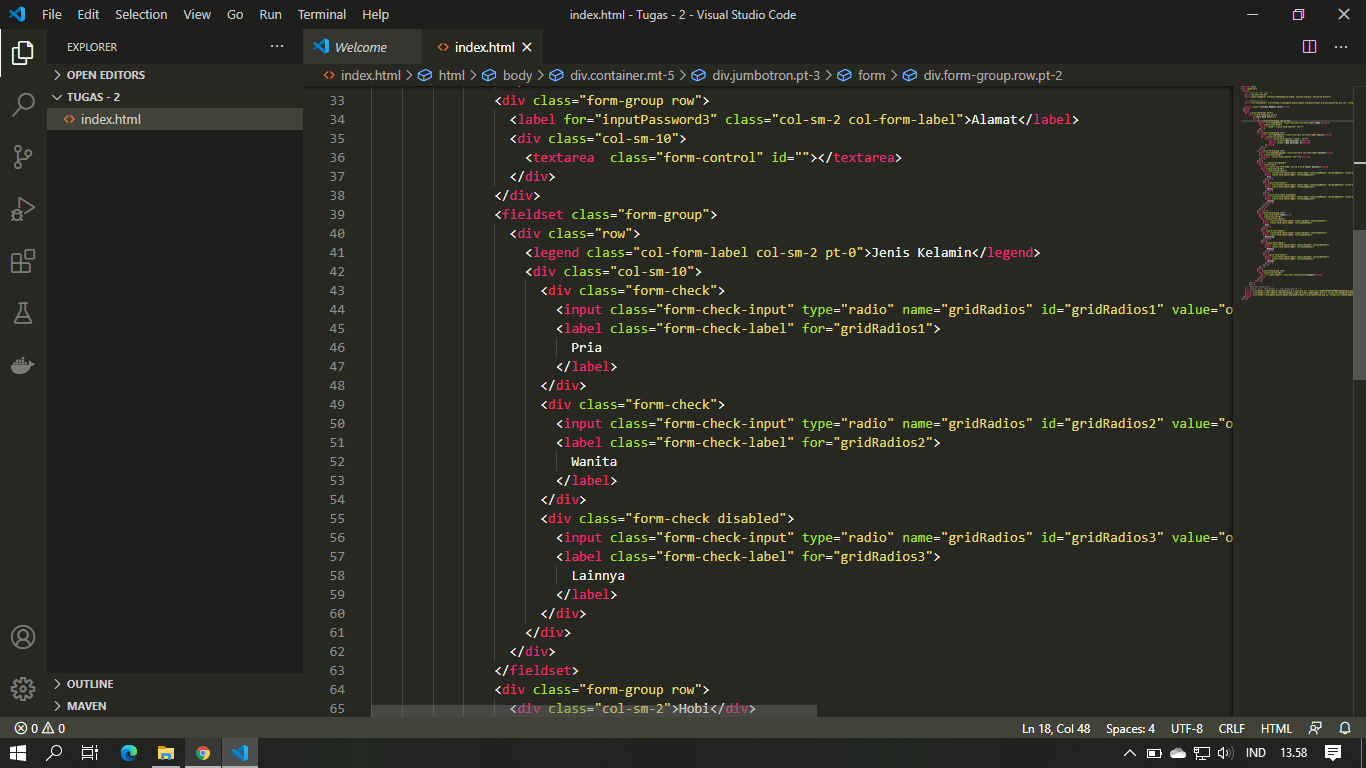 File Edit Selection View Go Run Terminal Help
index.html - Tugas - 2 - Visual Studio Code
EXPLORER
OPEN EDITORS
TUGAS - 2
index.html
OUTLINE
MAVEN
Welcome
index.html
index.html > html > body > div.container.mt-5 > div.jumbotron.pt-3 > form > div.form-group.row.pt-2
33 <div class="form-group row">
34 <label for="inputPassword3" class="col-sm-2 col-form-label">Alamat</label>
35 <div class="col-sm-10">
36 <textarea  class="form-control" id=""></textarea>
37 </div>
38 </div>
39 <fieldset class="form-group">
40 <div class="row">
41 <legend class="col-form-label col-sm-2 pt-0">Jenis Kelamin</legend>
42 <div class="col-sm-10">
43 <div class="form-check">
44 <input class="form-check-input" type="radio" name="gridRadios" id="gridRadios1" value="o
45 <label class="form-check-label" for="gridRadios1">
46 Pria
47 </label>
48 </div>
49 <div class="form-check">
50 <input class="form-check-input" type="radio" name="gridRadios" id="gridRadios2" value="o
51 <label class="form-check-label" for="gridRadios2">
52 Wanita
53 </label>
54 </div>
55 <div class="form-check disabled">
56 <input class="form-check-input" type="radio" name="gridRadios" id="gridRadios3" value="o
57 <label class="form-check-label" for="gridRadios3">
58 Lainnya
59 </label>
60 </div>
61 </div>
62 </div>
63 </fieldset>
64 <div class="form-group row">
65 <div class="col-sm-2">Hobi</div>
0 0
Ln 18, Col 48 Spaces: 4 UTF-8 CRLF HTML
IND 13.58